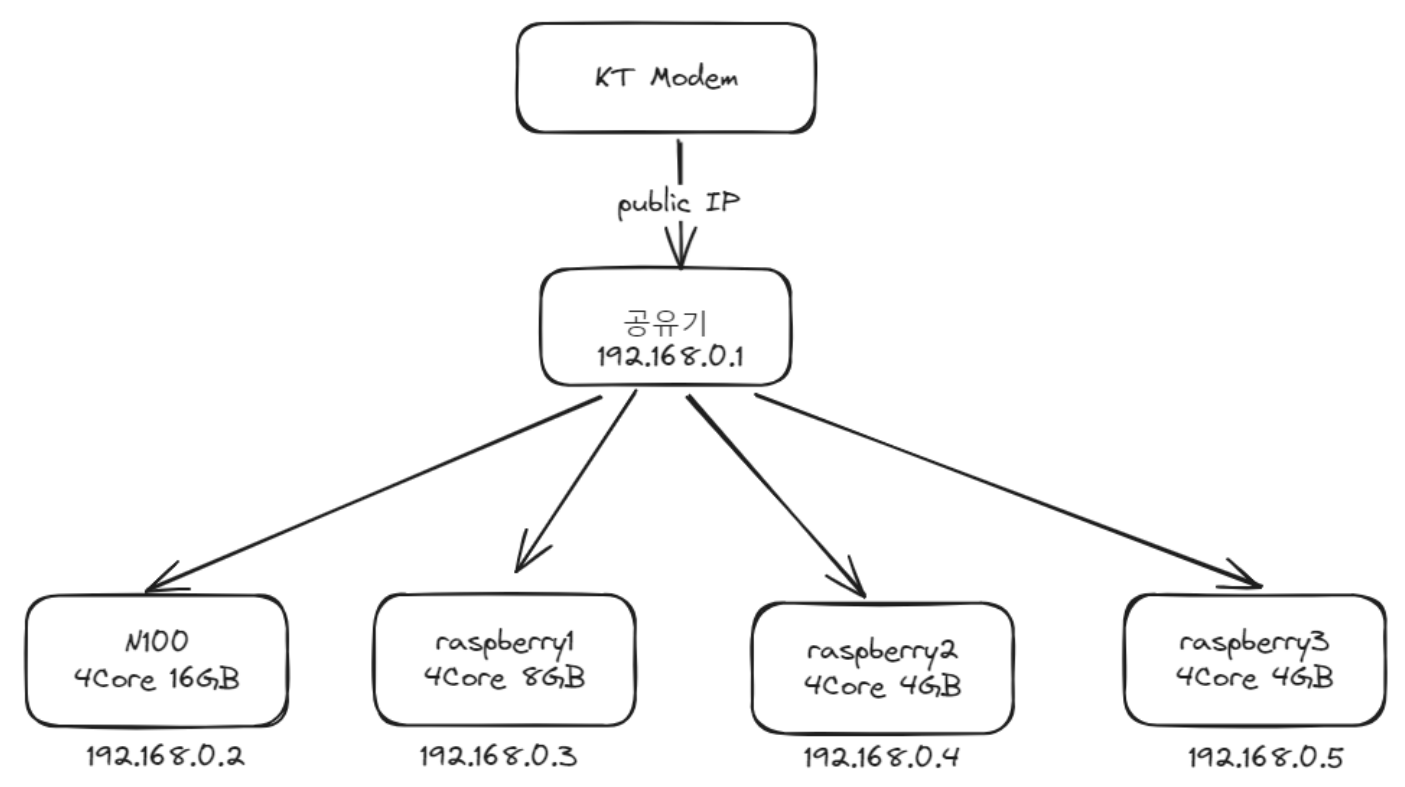 KT Modem
public IP
공유기
192.168.0.1
N100
4Core 16GB
192.168.0.2
raspberry1
4Core 8GB
192.168.0.3
raspberry2
4Core 4GB
192.168.0.4
raspberry3
4Core 4GB
192.168.0.5